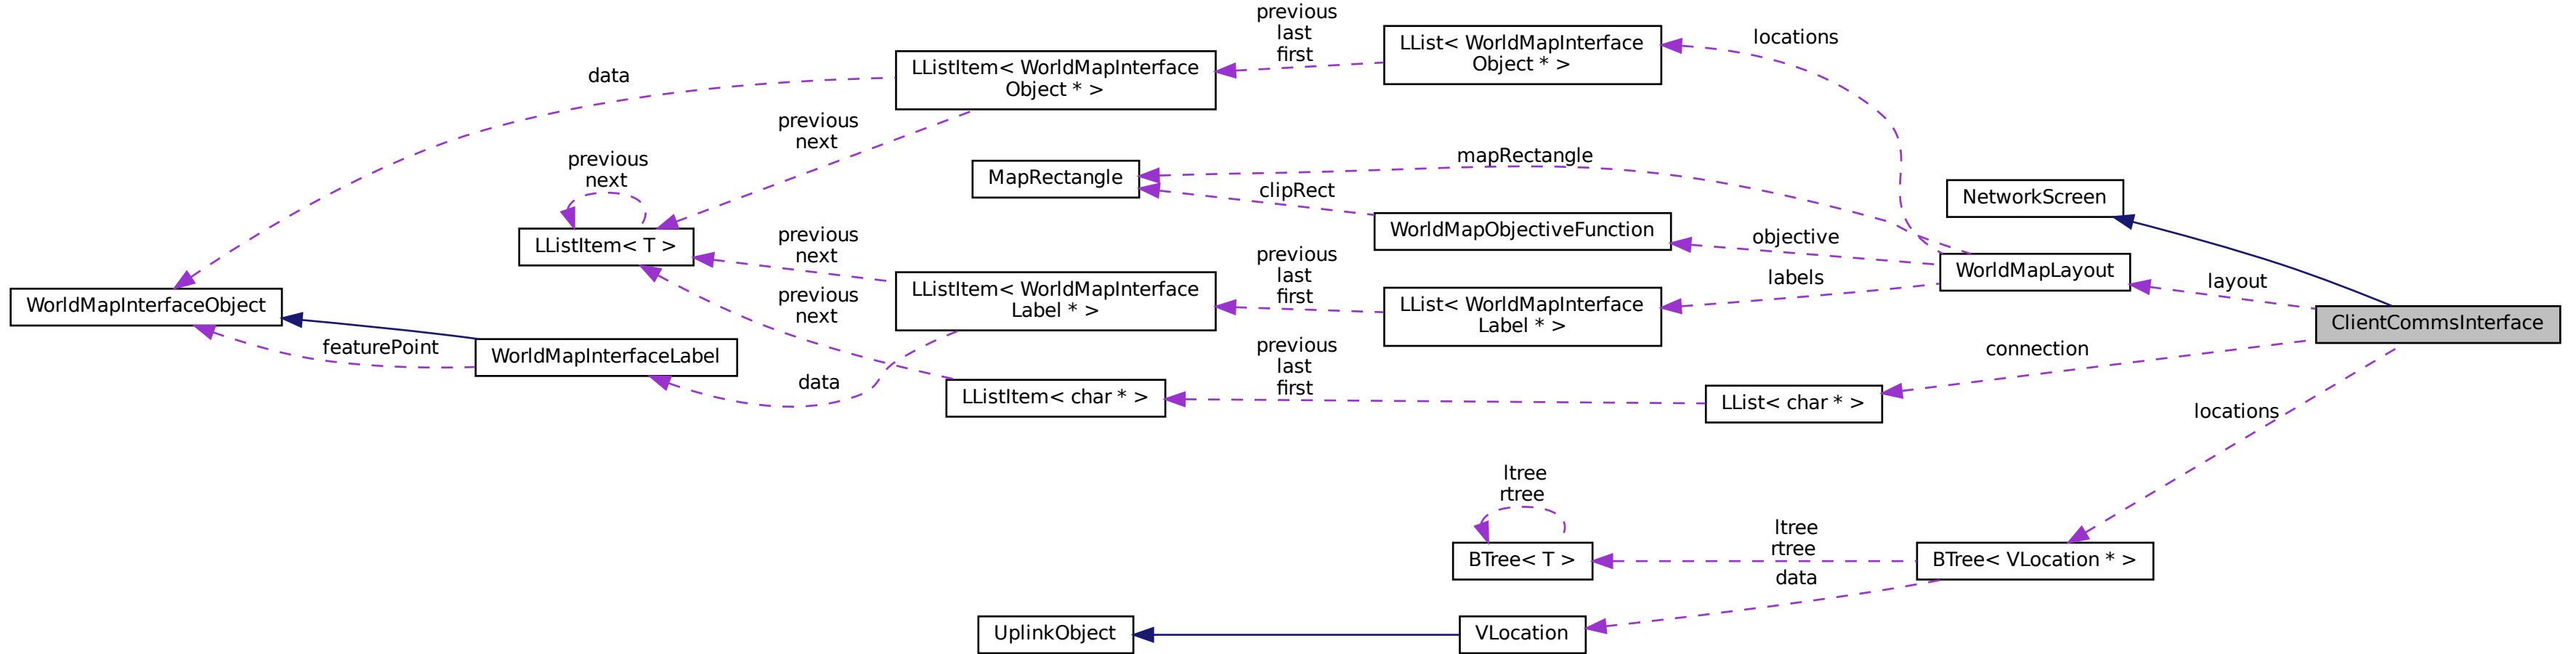 previous
last
first
LList< WorldMapInterface
Object * >
locations
LListItem< WorldMapInterface
Object * >
data
previous
next
previous
next
mapRectangle
MapRectangle
clipRect
NetworkScreen
WorldMapObjectiveFunction
objective
LListItem< T >
previous
next
previous
last
first
WorldMapLayout
labels
layout
LListItem< WorldMapInterface
Label * >
LList< WorldMapInterface
Label * >
WorldMapInterfaceObject
previous
next
ClientCommsInterface
featurePoint
WorldMapInterfaceLabel
previous
last
first
connection
data
LListItem< char * >
LList< char * >
locations
ltree
rtree
ltree
rtree
BTree< T >
BTree< VLocation * >
data
UplinkObject
VLocation